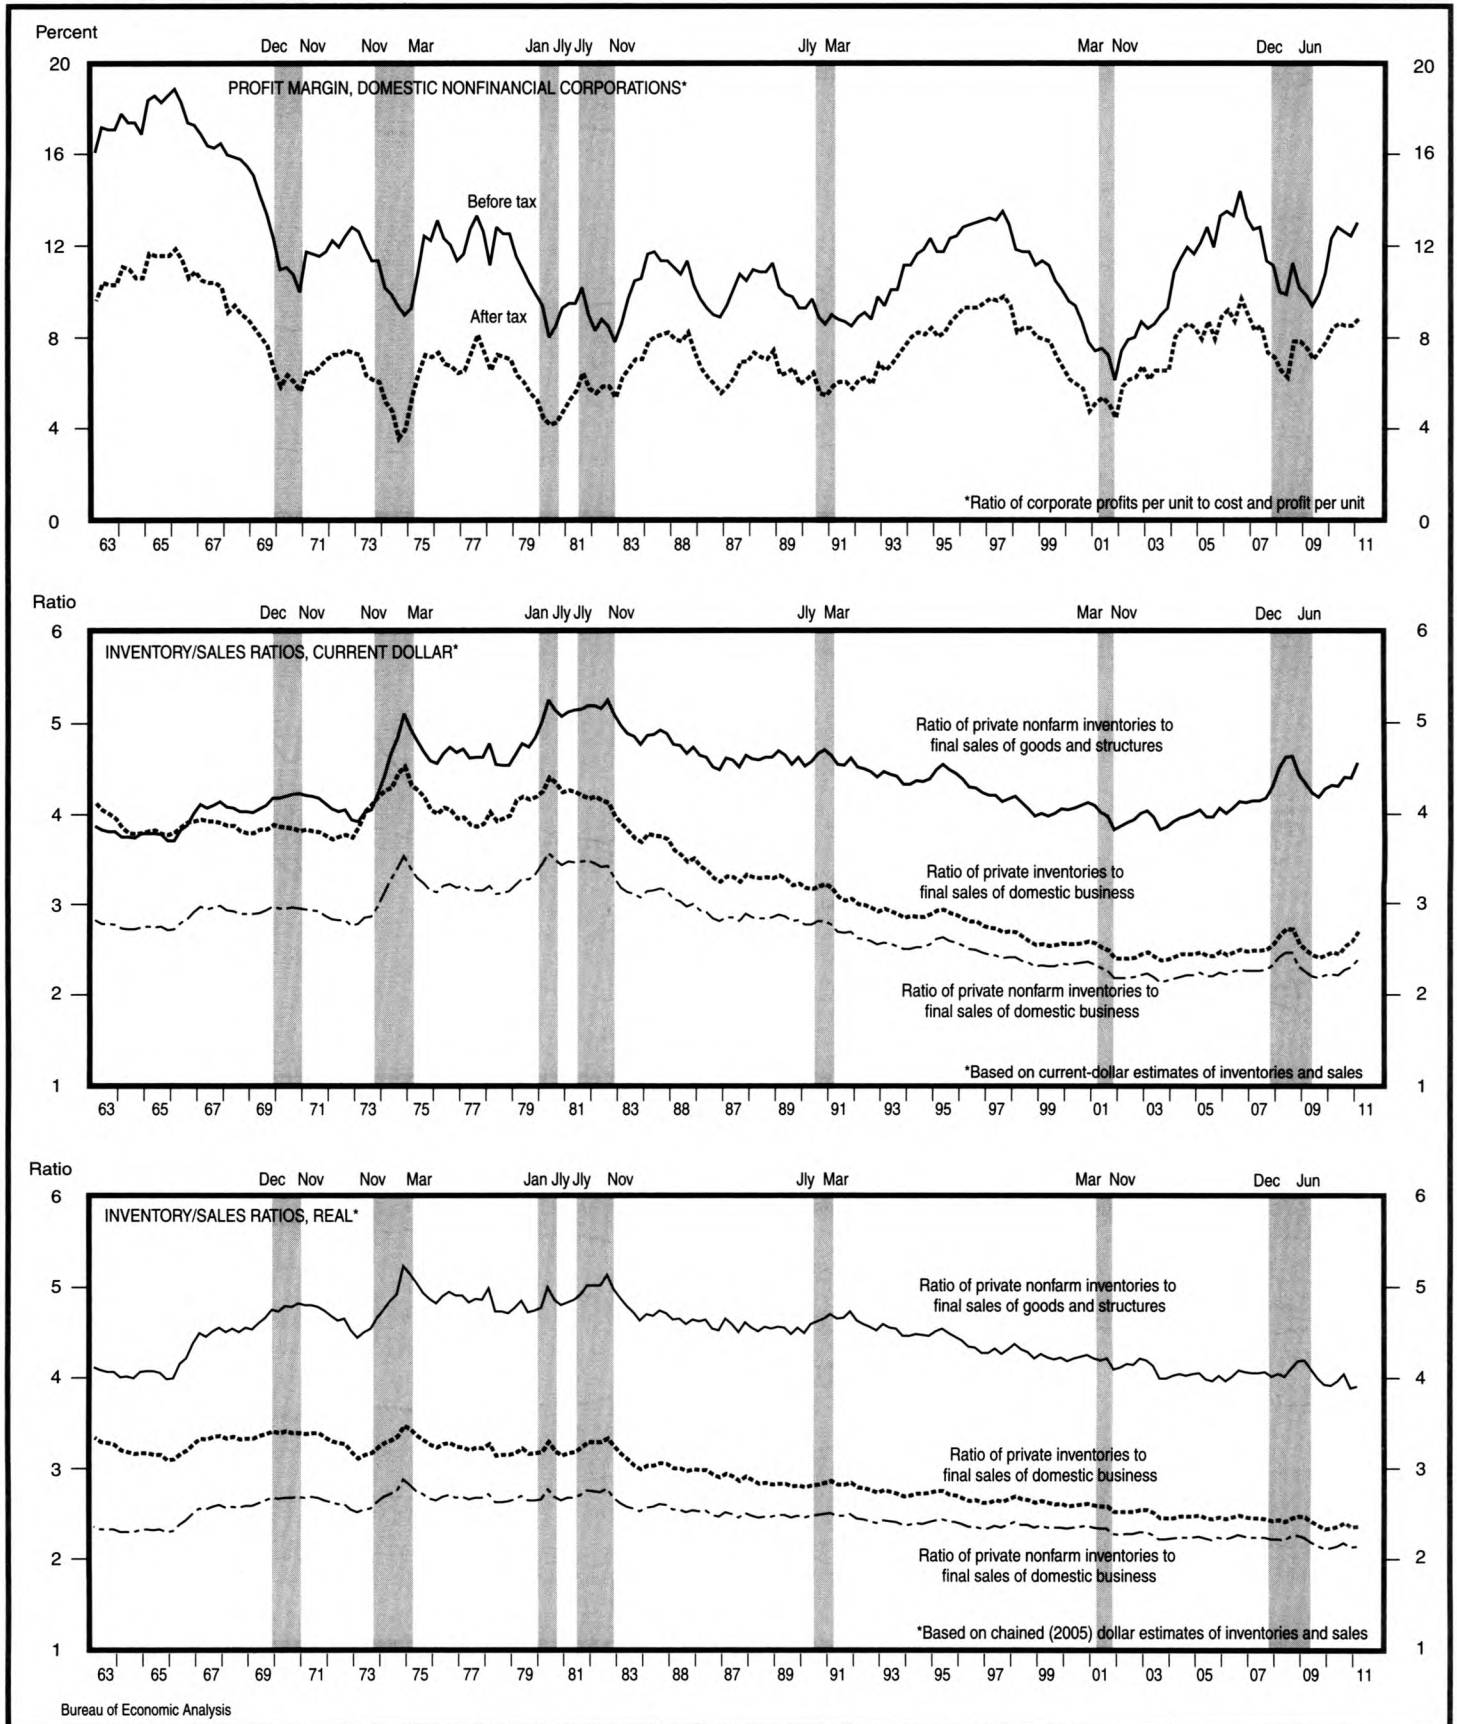 Percent
Dec Nov Nov Mar Jan Jly Jly Nov Jly Mar Mar Nov Dec Jun
20 20
PROFIT MARGIN, DOMESTIC NONFINANCIAL CORPORATIONS*
16 16
Before tax
12 12
After tax
8 8
4 4
*Ratio of corporate profits per unit to cost and profit per unit
0 0
63 65 67 69 71 73 75 77 79 81 83 88 87 89 91 93 95 97 99 01 03 05 07 09 11
Ratio
Dec Nov Nov Mar Jan Jly Jly Nov Jly Mar Mar Nov Dec Jun
6 6
INVENTORY/SALES RATIOS, CURRENT DOLLAR*
5 5
Ratio of private nonfarm inventories to
final sales of goods and structures
4 4
Ratio of private inventories to
final sales of domestic business
3 3
Ratio of private nonfarm inventories to
2 2
final sales of domestic business
*Based on current-dollar estimates of inventories and sales
1 1
63 65 67 69 71 73 75 77 79 81 83 88 87 89 91 93 95 97 99 01 03 05 07 09 11
Ratio
Dec Nov Nov Mar Jan Jly Jly Nov Jly Mar Mar Nov Dec Jun
6 6
INVENTORY/SALES RATIOS, REAL*
5 5
Ratio of private nonfarm inventories to
final sales of goods and structures
4 4
Ratio of private inventories to
3 3
final sales of domestic business
2 2
Ratio of private nonfarm inventories to
final sales of domestic business
*Based on chained (2005) dollar estimates of inventories and sales
1 1
63 65 67 69 71 73 75 77 79 81 83 88 87 89 91 93 95 97 99 01 03 05 07 09 11
Bureau of Economic Analysis